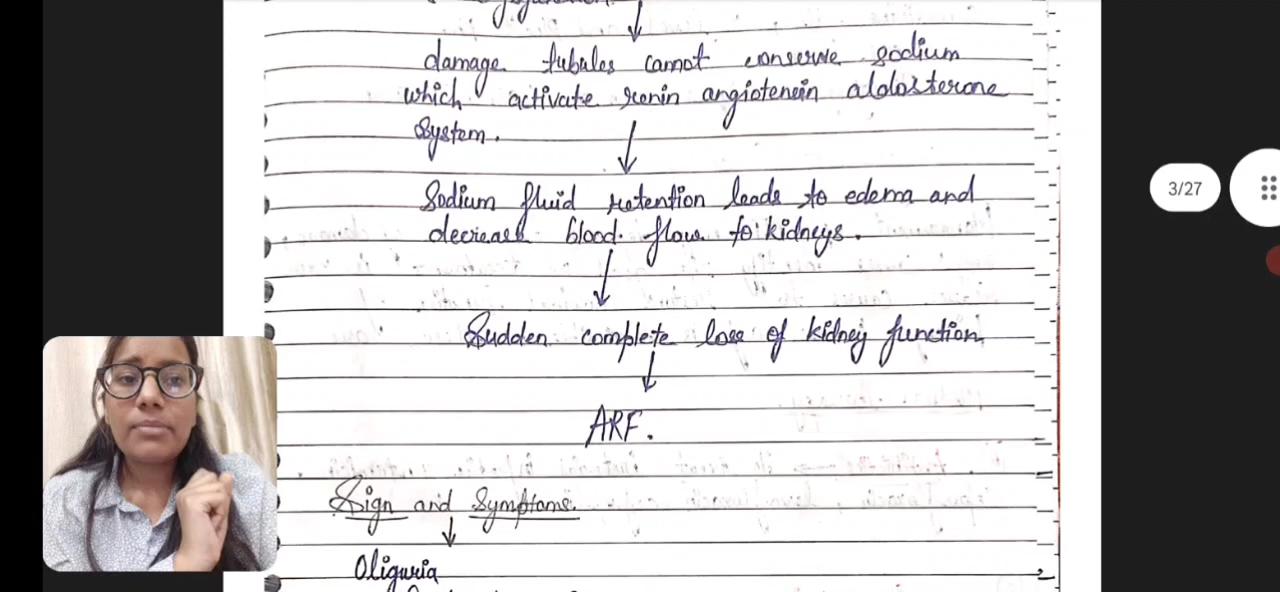 damage tubules cannot conserve sodium
which activate renin angiotensin aldosterone
system.
Sodium fluid retention leads to edema and
decrease blood flow to kidneys.
Sudden complete loss of kidney function
ARF.
Sign and Symptoms.
Oliguria
3/27